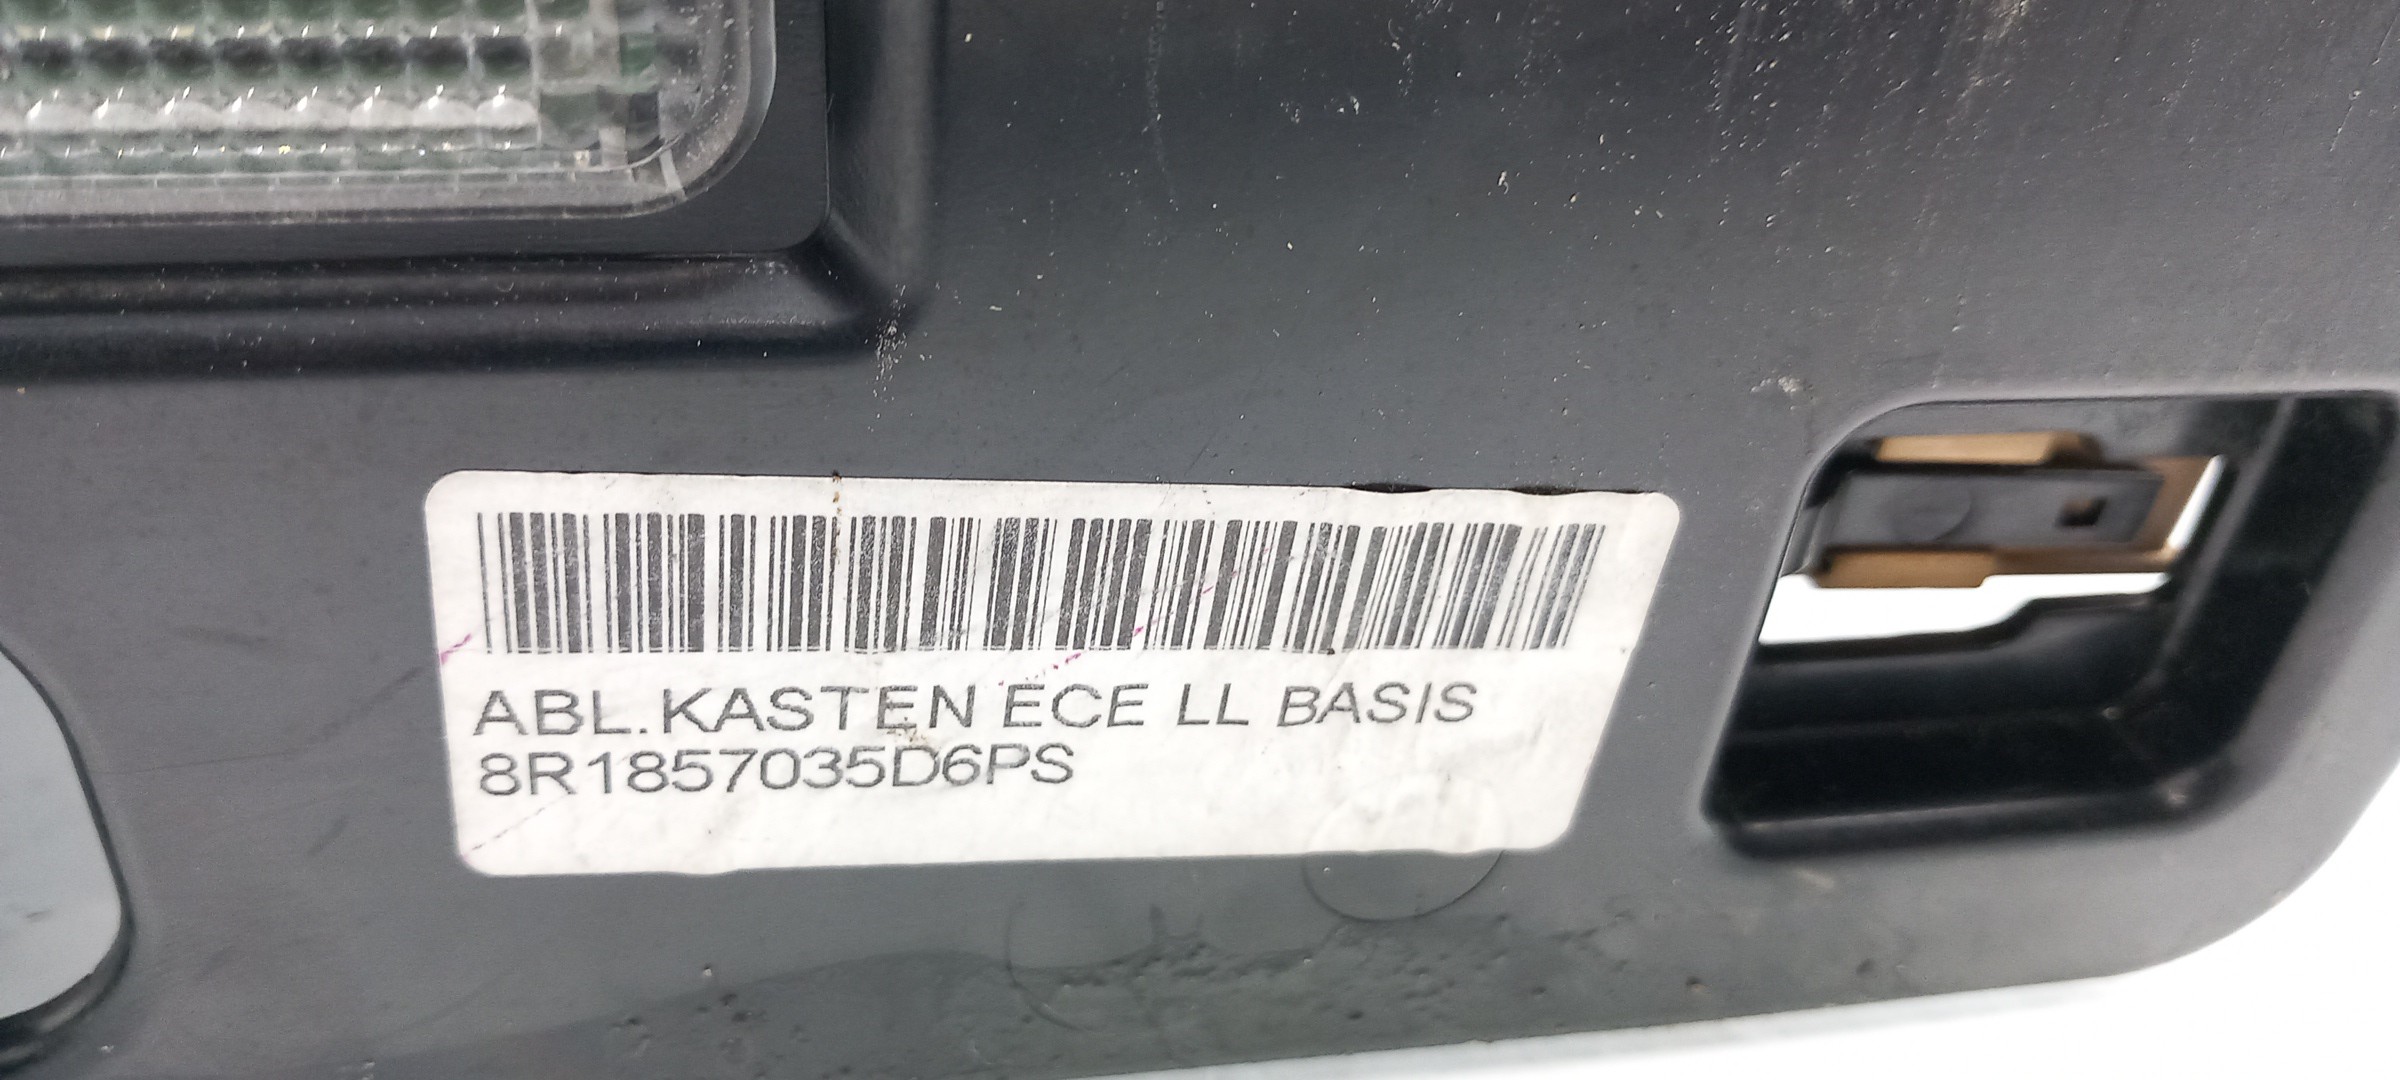 ABL.KASTEN ECE LL BASIS
8R1857035D6PS